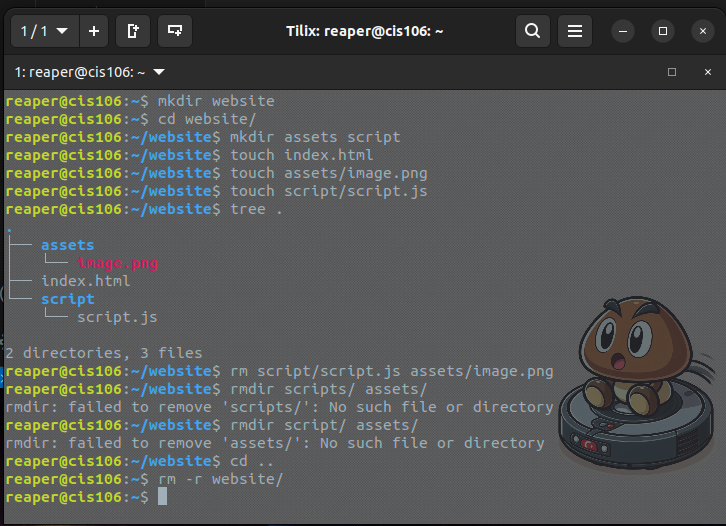 1 / 1
Tilix: reaper@cis106: ~
1: reaper@cis106: ~
reaper@cis106:~$ mkdir website
reaper@cis106:~$ cd website/
reaper@cis106:~/website$ mkdir assets script
reaper@cis106:~/website$ touch index.html
reaper@cis106:~/website$ touch assets/image.png
reaper@cis106:~/website$ touch script/script.js
reaper@cis106:~/website$ tree .
.
├── assets
│   └── image.png
├── index.html
└── script
    └── script.js
2 directories, 3 files
reaper@cis106:~/website$ rm script/script.js assets/image.png
reaper@cis106:~/website$ rmdir scripts/ assets/
rmdir: failed to remove 'scripts/': No such file or directory
reaper@cis106:~/website$ rmdir script/ assets/
rmdir: failed to remove 'assets/': No such file or directory
reaper@cis106:~/website$ cd ..
reaper@cis106:~$ rm -r website/
reaper@cis106:~$